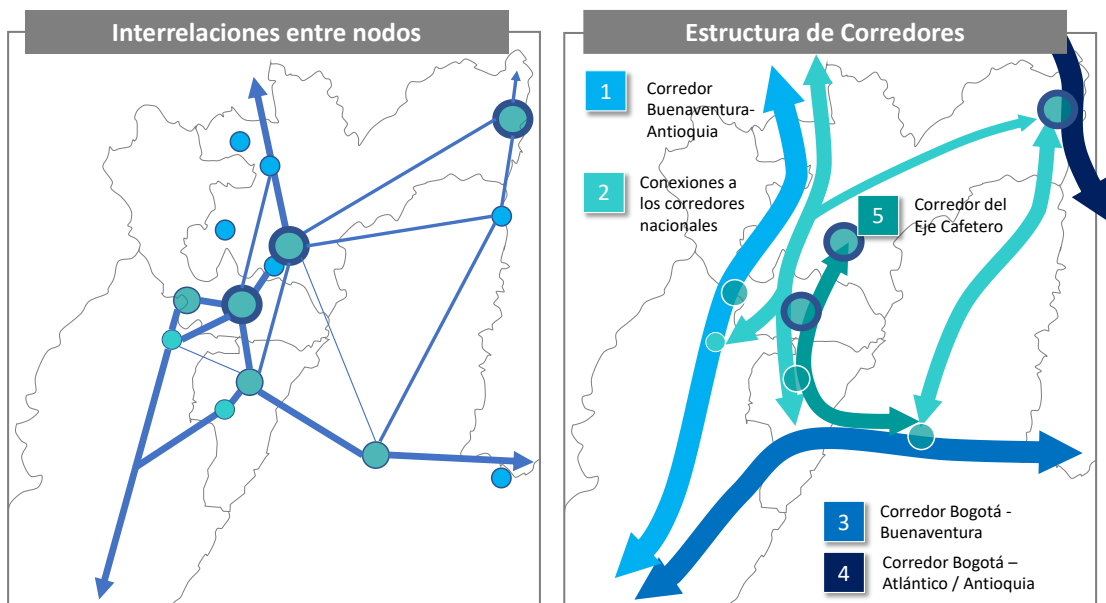 Interrelaciones entre nodos
Estructura de Corredores
1
Corredor
Buenaventura-
Antioquia
2
Conexiones a
los corredores
nacionales
5
Corredor del
Eje Cafetero
3
Corredor Bogotá -
Buenaventura
4
Corredor Bogotá –
Atlántico / Antioquia